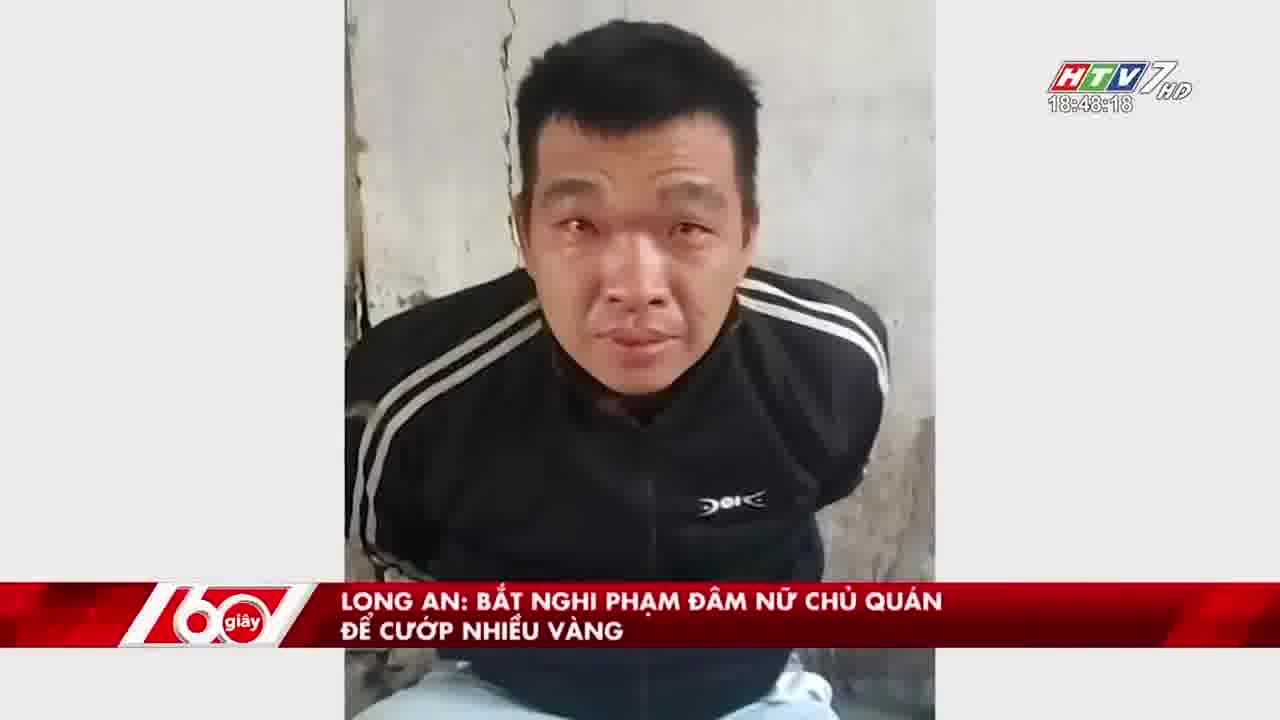 HTV7
HD
18:48:18
60
giây
LONG AN: BẮT NGHI PHẠM ĐÂM NỮ CHỦ QUÁN
ĐỂ CƯỚP NHIỀU VÀNG